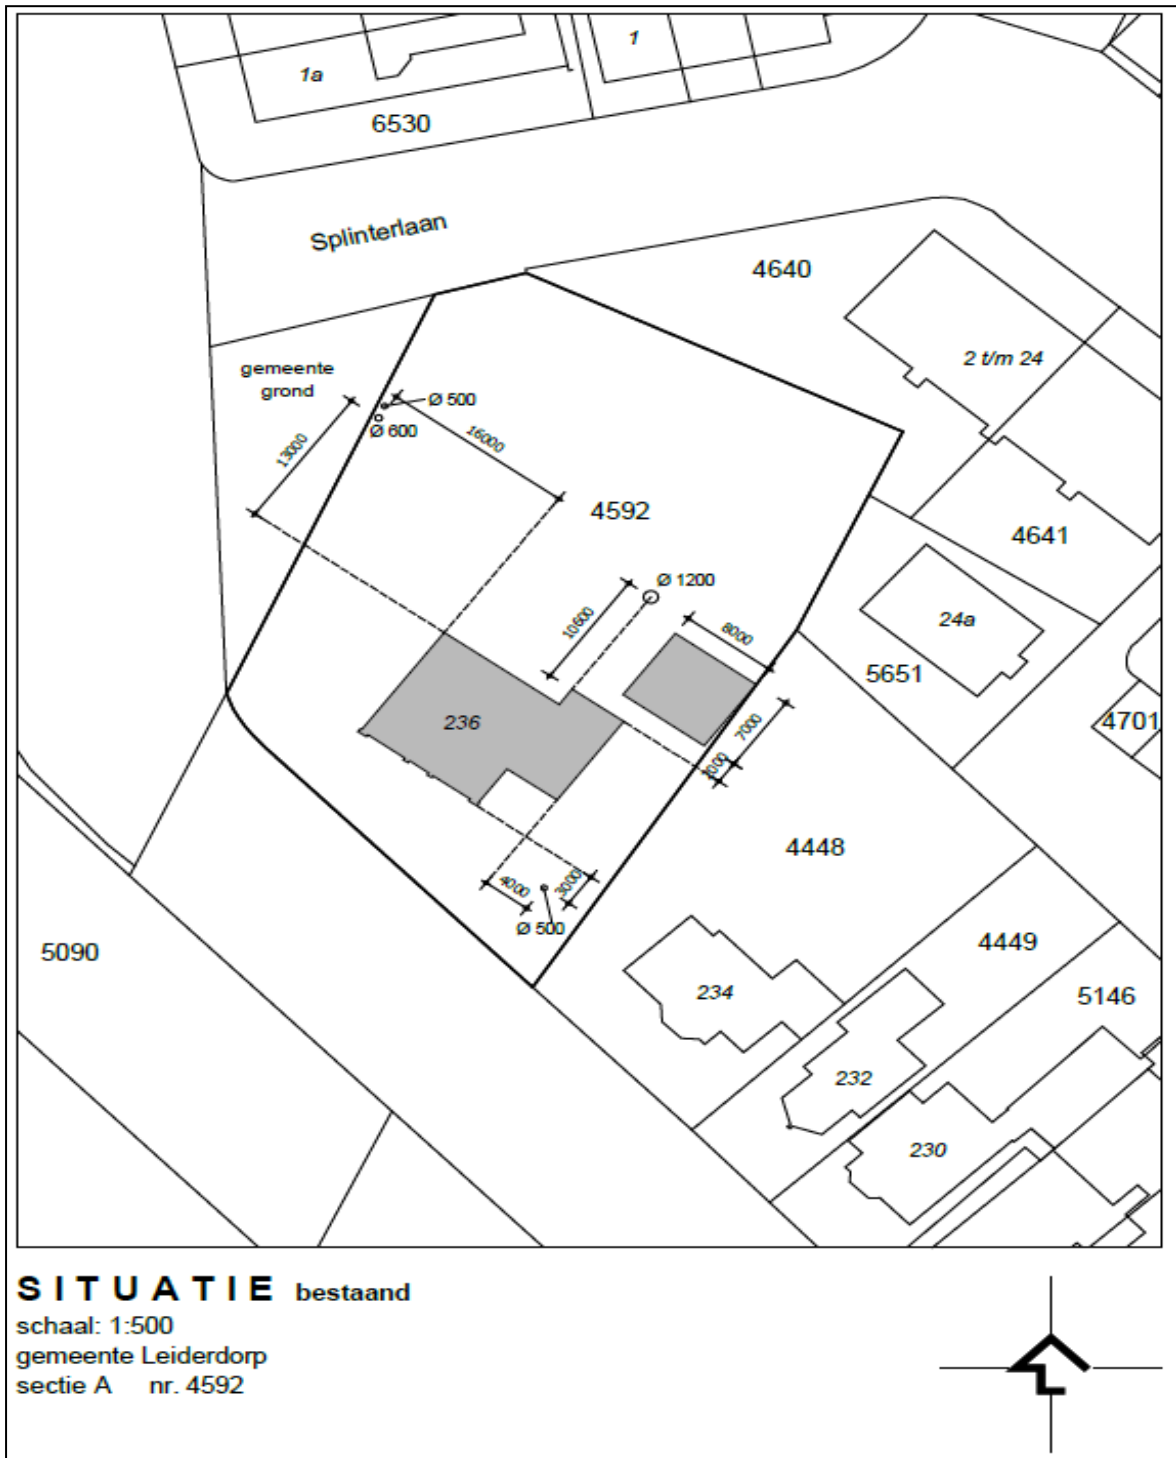 1a
1
6530
Splinterlaan
4640
2 t/m 24
gemeente
grond
Ø 500
Ø 600
13000
16000
4592
4641
Ø 1200
10600
8000
24a
5651
236
4701
7000
2000
4448
4000
3000
Ø 500
5090
4449
234
5146
232
230
SITUATIE bestaand
schaal: 1:500
gemeente Leiderdorp
sectie A nr. 4592